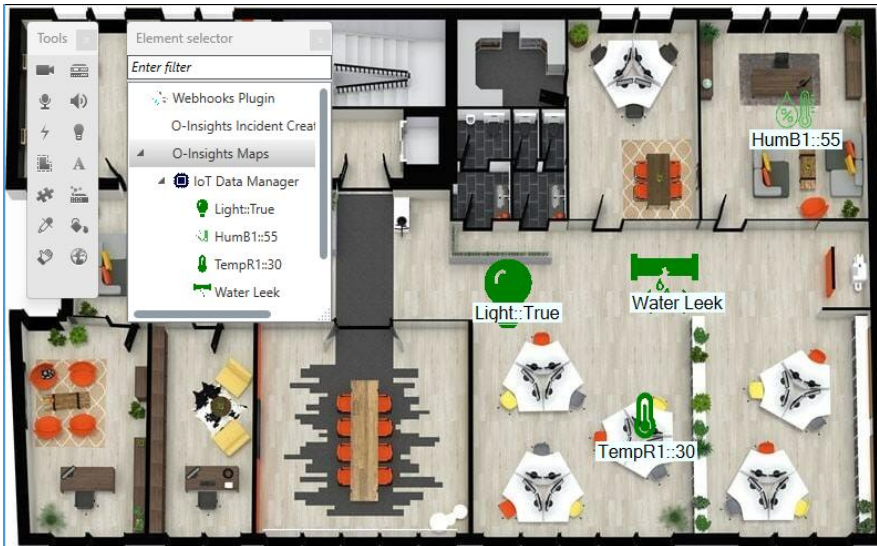 Tools
Element selector
Enter filter
Webhooks Plugin
O-Insights Incident Creat
O-Insights Maps
IoT Data Manager
Light::True
HumB1::55
TempR1::30
Water Leek
A
HumB1::55
Light::True
Water Leek
TempR1::30